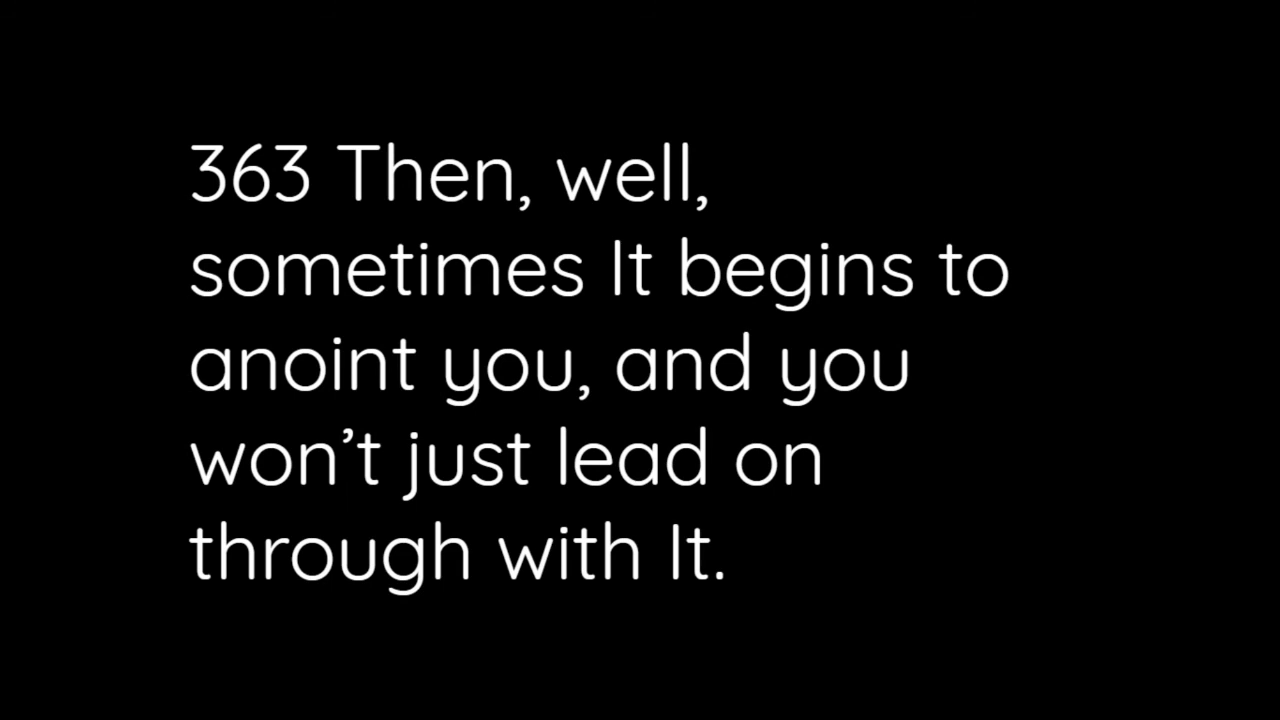 363 Then, well,
sometimes It begins to
anoint you, and you
won’t just lead on
through with It.